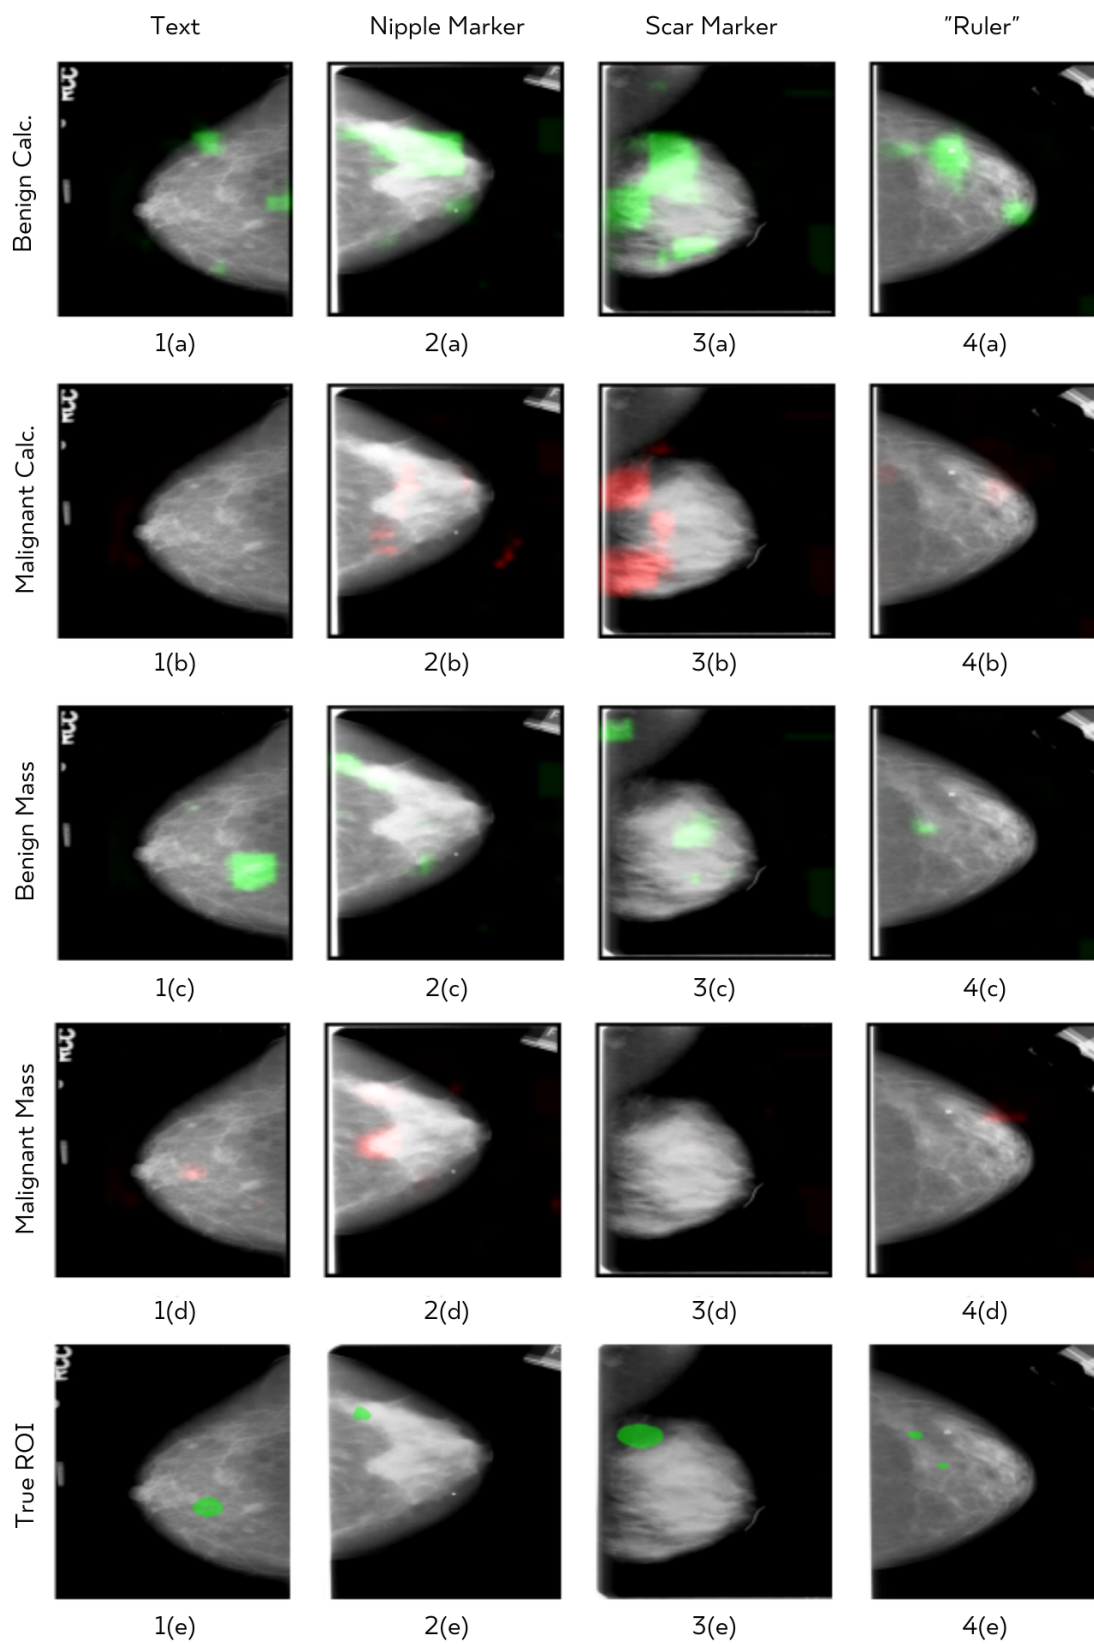 Text Nipple Marker Scar Marker "Ruler"
Benign Calc.
1(a) 2(a) 3(a) 4(a)
Malignant Calc.
1(b) 2(b) 3(b) 4(b)
Benign Mass
1(c) 2(c) 3(c) 4(c)
Malignant Mass
1(d) 2(d) 3(d) 4(d)
True ROI
RCC
1(e) 2(e) 3(e) 4(e)